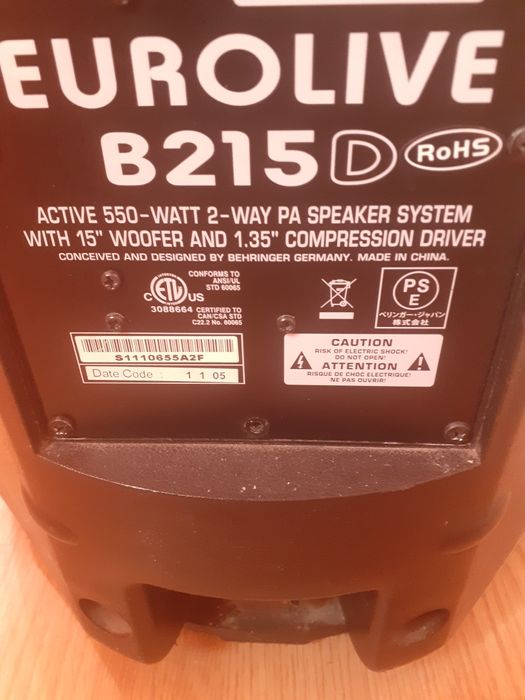 EUROLIVE
B215D RoHS
ACTIVE 550-WATT 2-WAY PA SPEAKER SYSTEM
WITH 15" WOOFER AND 1.35" COMPRESSION DRIVER
CONCEIVED AND DESIGNED BY BEHRINGER GERMANY. MADE IN CHINA.
C ETL US
CONFORMS TO
ANSI/UL
STD 60065
3088664
CERTIFIED TO
CAN/CSA STD
C22.2 No. 60065
PS
E
ベリンガー・ジャパン
株式会社
S1110655A2F
Date Code : 1 1 05
CAUTION
RISK OF ELECTRIC SHOCK!
DO NOT OPEN!
ATTENTION
RISQUE DE CHOC ELECTRIQUE!
NE PAS OUVRIR!